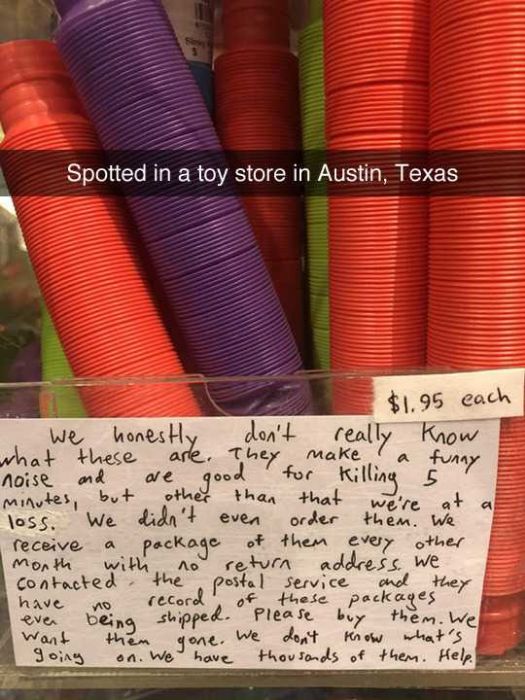 Spotted in a toy store in Austin, Texas
$1.95 each
We honestly don't really know
what these are. They make a funny
noise and are good for killing 5
minutes, but other than that we're at a
loss. We didn't even order them. We
receive a package of them every other
month with no return address. We
contacted the postal service and they
have no record of these packages
ever being shipped. Please buy them. We
want them gone. We don't know what's
going on. We have thousands of them. Help.